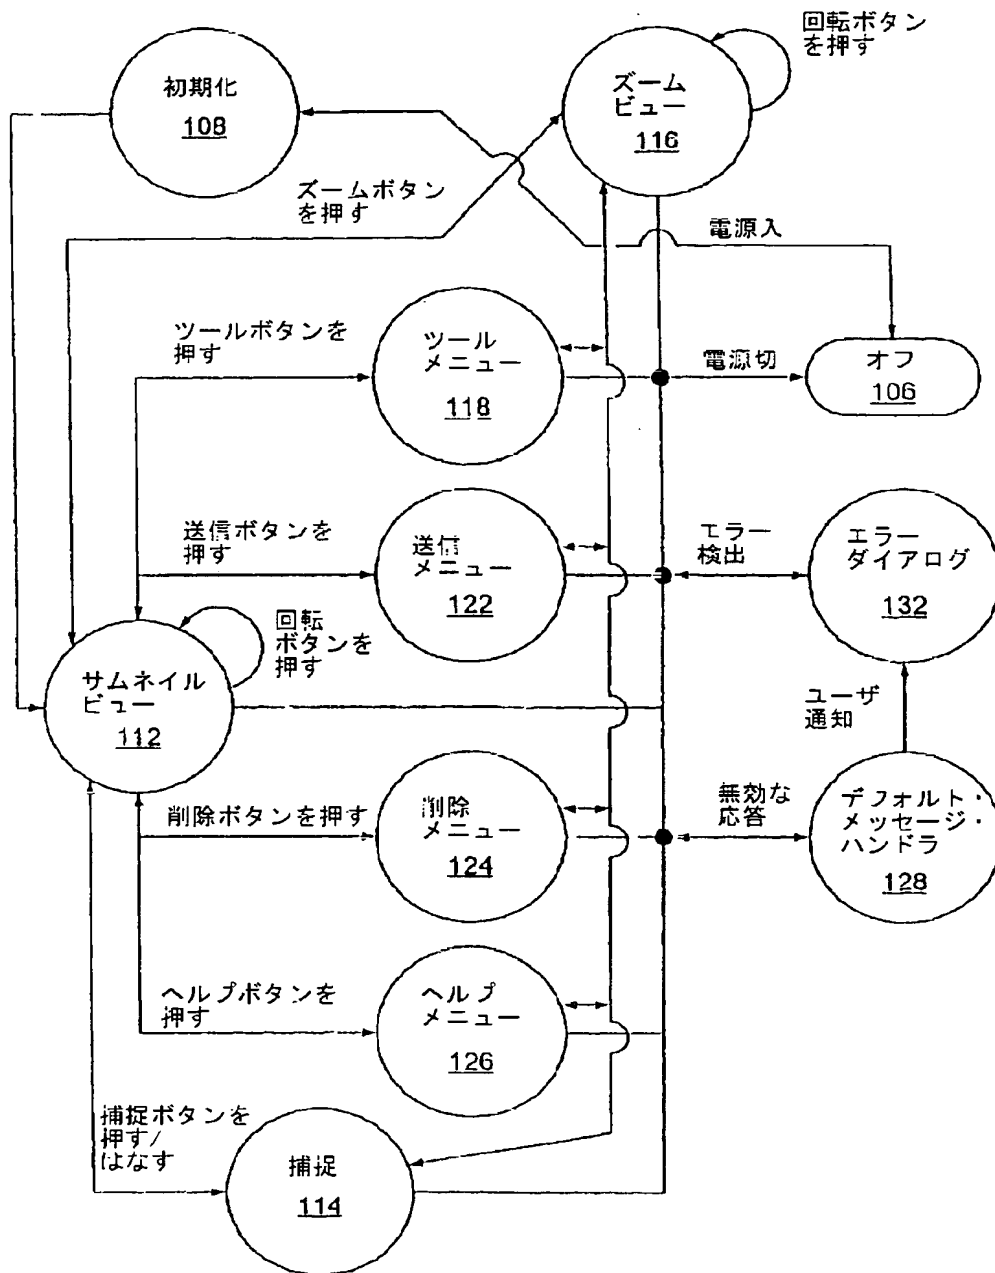 回転ボタン
を押す
初期化
108
ズーム
ビュー
116
ズームボタン
を押す
電源入
ツールボタンを
押す
ツール
メニュー
118
電源切
オフ
106
送信ボタンを
押す
送信
メニュー
122
エラー
検出
エラー
ダイアログ
132
回転
ボタンを
押す
サムネイル
ビュー
112
ユーザ
通知
削除ボタンを押す
削除
メニュー
124
無効な
応答
デフォルト・
メッセージ・
ハンドラ
128
ヘルプボタンを
押す
ヘルプ
メニュー
126
捕捉ボタンを
押す/
はなす
捕捉
114